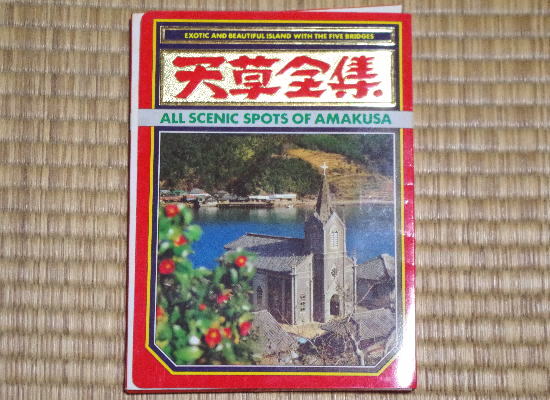 EXOTIC AND BEAUTIFUL ISLAND WITH THE FIVE BRIDGES
天草全集
ALL SCENIC SPOTS OF AMAKUSA